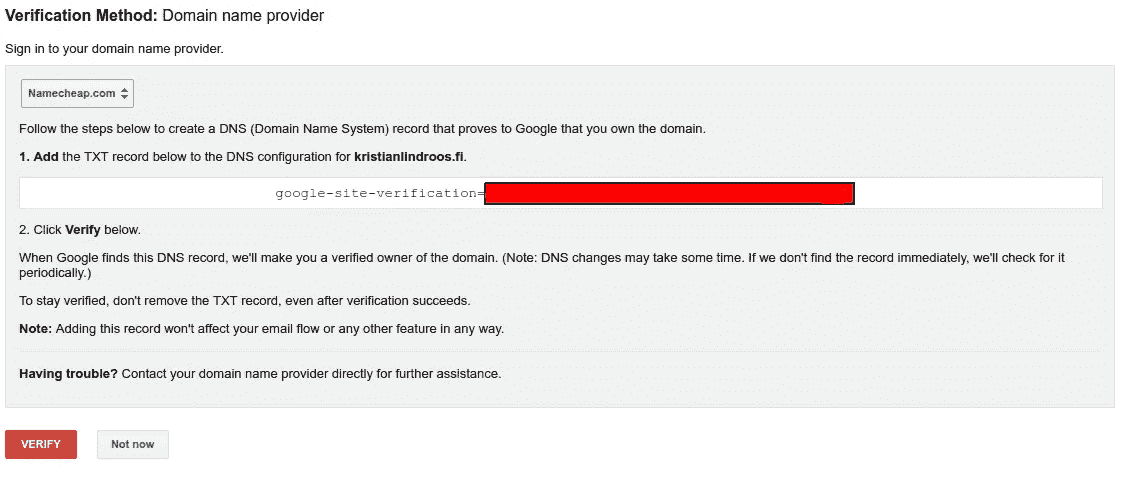 Verification Method: Domain name provider
Sign in to your domain name provider.
Namecheap.com
Follow the steps below to create a DNS (Domain Name System) record that proves to Google that you own the domain.
1. Add the TXT record below to the DNS configuration for kristianlindroos.fi.
google-site-verification=
2. Click Verify below.
When Google finds this DNS record, we'll make you a verified owner of the domain. (Note: DNS changes may take some time. If we don't find the record immediately, we'll check for it
periodically.)
To stay verified, don't remove the TXT record, even after verification succeeds.
Note: Adding this record won't affect your email flow or any other feature in any way.
Having trouble? Contact your domain name provider directly for further assistance.
VERIFY Not now